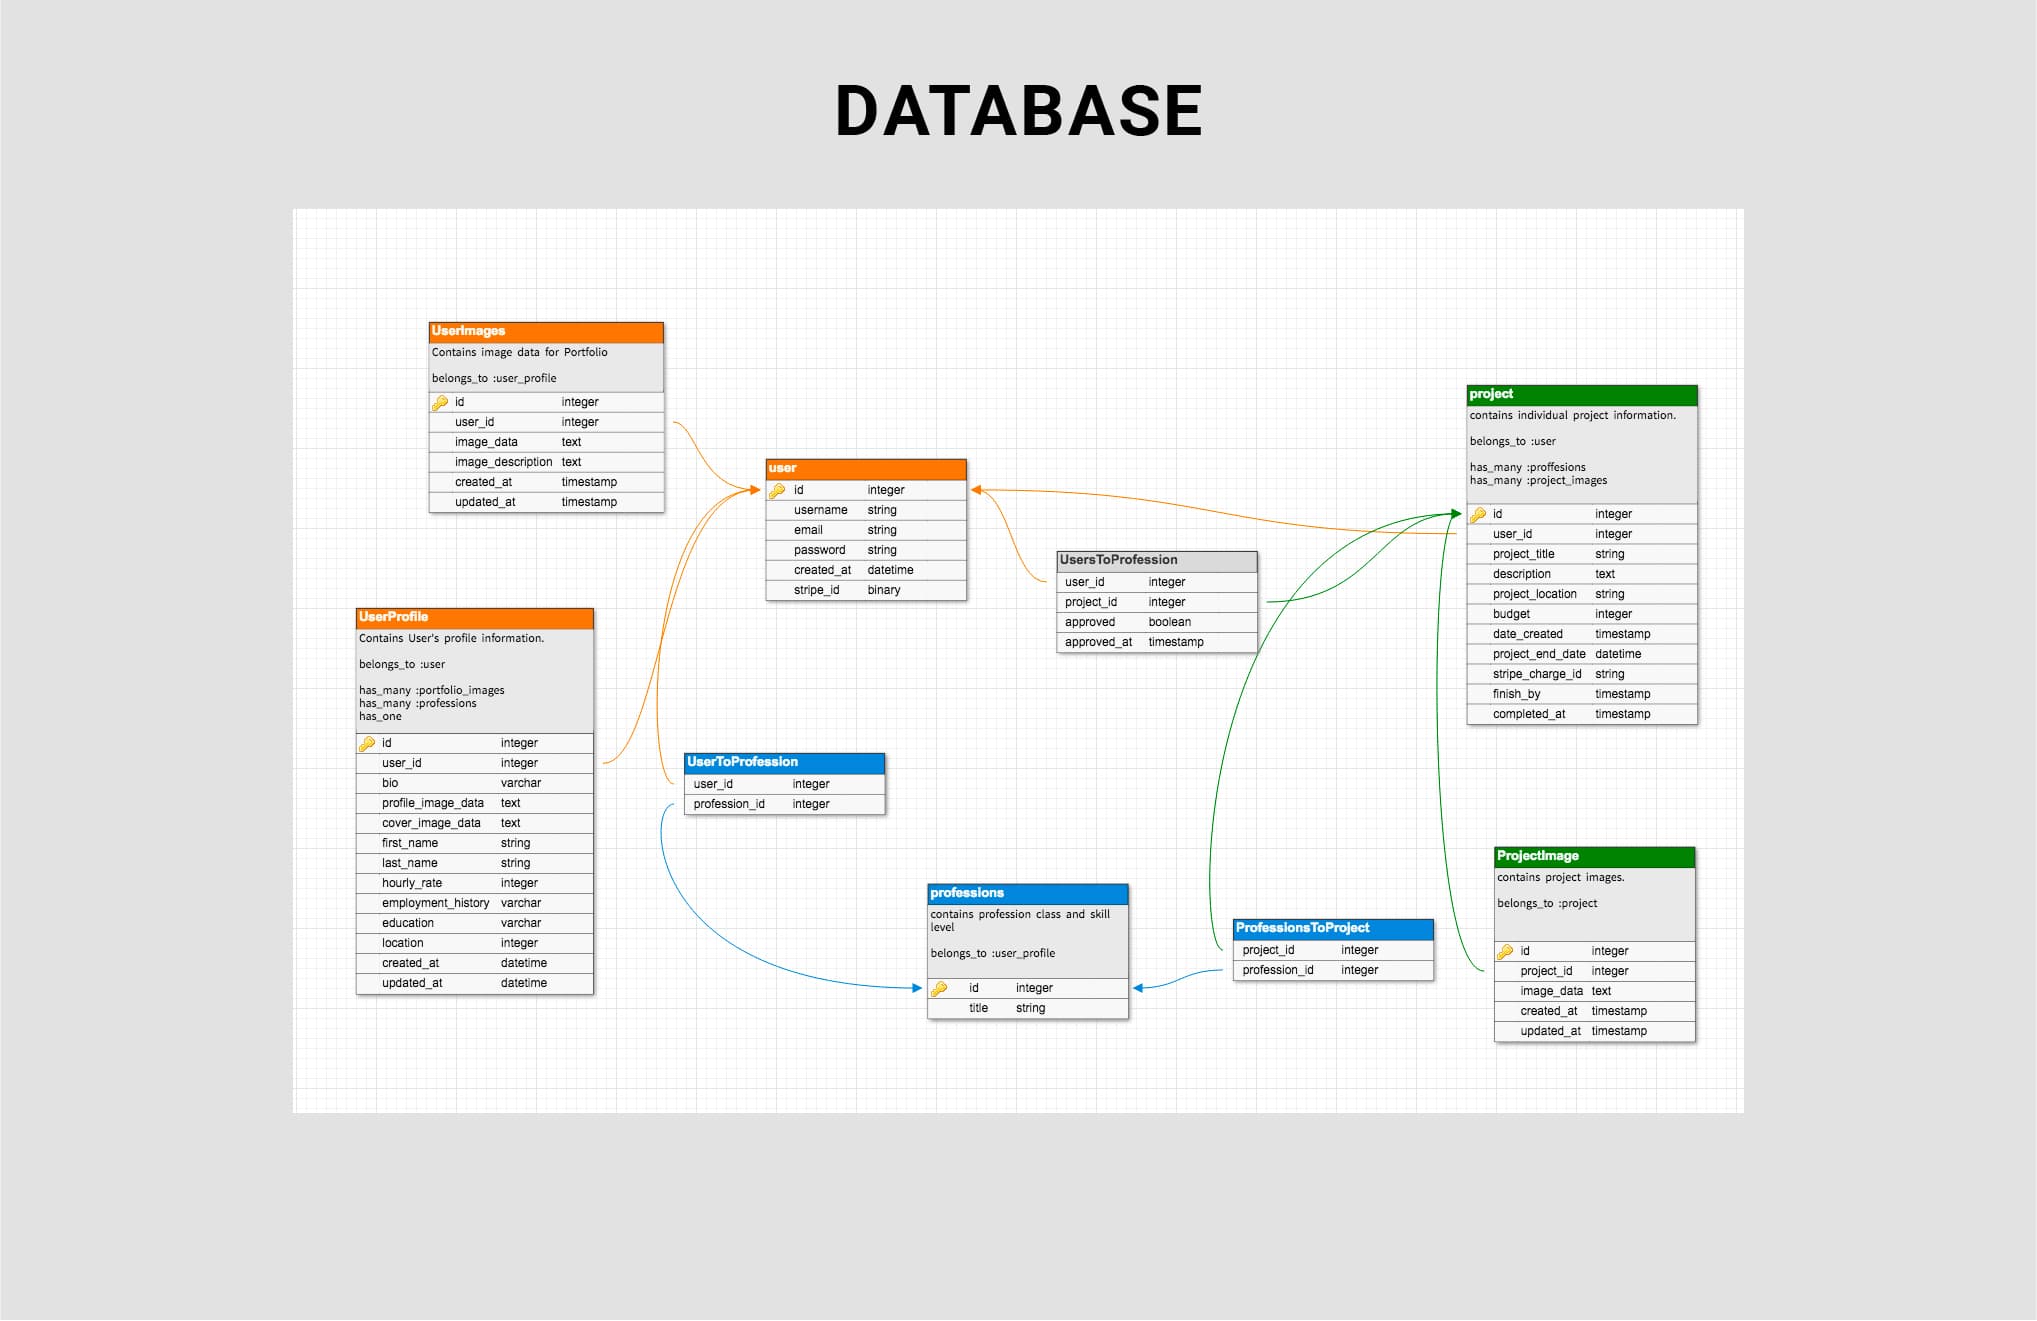 DATABASE
UserImages
Contains image data for Portfolio
belongs_to :user_profile
id integer
user_id integer
image_data text
image_description text
created_at timestamp
updated_at timestamp
user
id integer
username string
email string
password string
created_at datetime
stripe_id binary
project
contains individual project information.
belongs_to :user
has_many :proffesions
has_many :project_images
id integer
user_id integer
project_title string
description text
project_location string
budget integer
date_created timestamp
project_end_date datetime
stripe_charge_id string
finish_by timestamp
completed_at timestamp
UsersToProfession
user_id integer
project_id integer
approved boolean
approved_at timestamp
UserProfile
Contains User's profile information.
belongs_to :user
has_many :portfolio_images
has_many :professions
has_one
id integer
user_id integer
bio varchar
profile_image_data text
cover_image_data text
first_name string
last_name string
hourly_rate integer
employment_history varchar
education varchar
location integer
created_at datetime
updated_at datetime
UserToProfession
user_id integer
profession_id integer
professions
contains profession class and skill
level
belongs_to :user_profile
id integer
title string
ProfessionsToProject
project_id integer
profession_id integer
ProjectImage
contains project images.
belongs_to :project
id integer
project_id integer
image_data text
created_at timestamp
updated_at timestamp